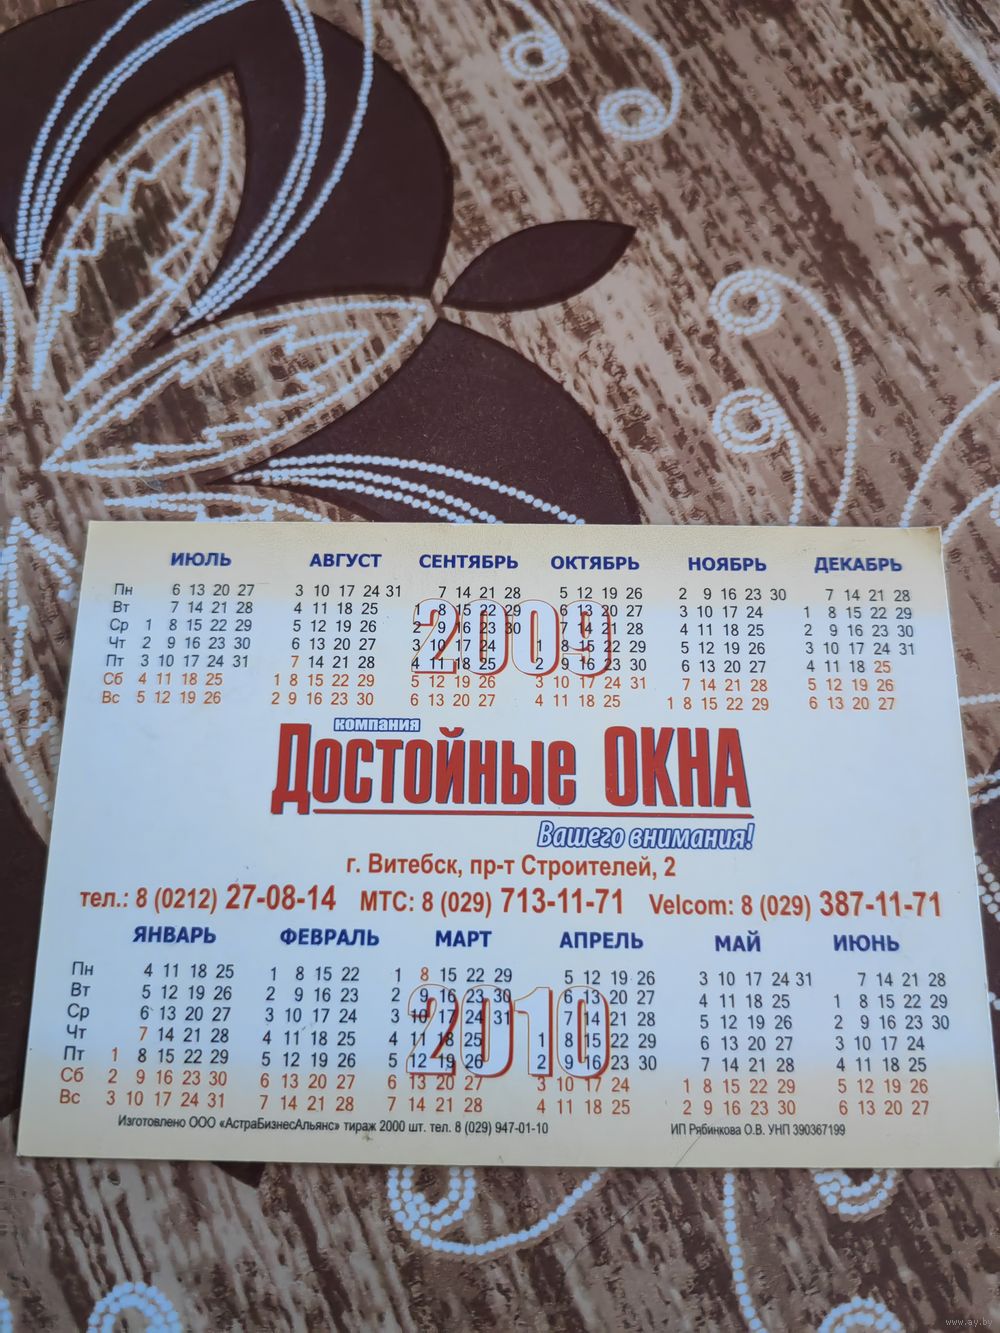 ИЮЛЬ АВГУСТ СЕНТЯБРЬ ОКТЯБРЬ НОЯБРЬ ДЕКАБРЬ
Пн 6 13 20 27 3 10 17 24 31 7 14 21 28 5 12 19 26 2 9 16 23 30 7 14 21 28
Вт 7 14 21 28 4 11 18 25 1 8 15 22 29 6 13 20 27 3 10 17 24 1 8 15 22 29
Ср 1 8 15 22 29 5 12 19 26 2 9 16 23 30 7 14 21 28 4 11 18 25 2 9 16 23 30
Чт 2 9 16 23 30 6 13 20 27 3 10 17 24 1 8 15 22 29 5 12 19 26 3 10 17 24 31
Пт 3 10 17 24 31 7 14 21 28 4 11 18 25 2 9 16 23 30 6 13 20 27 4 11 18 25
Сб 4 11 18 25 1 8 15 22 29 5 12 19 26 3 10 17 24 31 7 14 21 28 5 12 19 26
Вс 5 12 19 26 2 9 16 23 30 6 13 20 27 4 11 18 25 1 8 15 22 29 6 13 20 27
2009
компания
Достойные ОКНА
Вашего внимания!
г. Витебск, пр-т Строителей, 2
тел.: 8 (0212) 27-08-14 МТС: 8 (029) 713-11-71 Velcom: 8 (029) 387-11-71
ЯНВАРЬ ФЕВРАЛЬ МАРТ АПРЕЛЬ МАЙ ИЮНЬ
Пн 4 11 18 25 1 8 15 22 1 8 15 22 29 5 12 19 26 3 10 17 24 31 7 14 21 28
Вт 5 12 19 26 2 9 16 23 2 9 16 23 30 6 13 20 27 4 11 18 25 1 8 15 22 29
Ср 6 13 20 27 3 10 17 24 3 10 17 24 31 7 14 21 28 5 12 19 26 2 9 16 23 30
Чт 7 14 21 28 4 11 18 25 4 11 18 25 1 8 15 22 29 6 13 20 27 3 10 17 24
Пт 1 8 15 22 29 5 12 19 26 5 12 19 26 2 9 16 23 30 7 14 21 28 4 11 18 25
Сб 2 9 16 23 30 6 13 20 27 6 13 20 27 3 10 17 24 1 8 15 22 29 5 12 19 26
Вс 3 10 17 24 31 7 14 21 28 7 14 21 28 4 11 18 25 2 9 16 23 30 6 13 20 27
2010
Изготовлено ООО «АстраБизнесАльянс» тираж 2000 шт. тел. 8 (029) 947-01-10 ИП Рябинкова О.В. УНП 390367199
www.ay.by